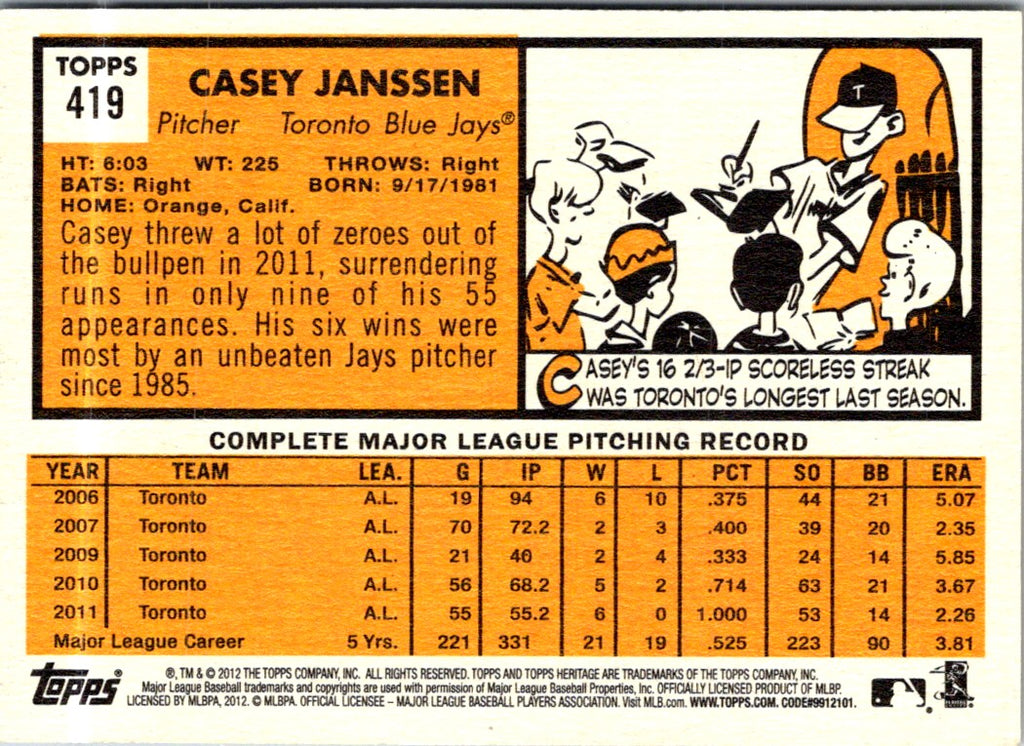 TOPPS
419
CASEY JANSSEN
Pitcher Toronto Blue Jays®
HT: 6:03 WT: 225 THROWS: Right
BATS: Right BORN: 9/17/1981
HOME: Orange, Calif.
Casey threw a lot of zeroes out of
the bullpen in 2011, surrendering
runs in only nine of his 55
appearances. His six wins were
most by an unbeaten Jays pitcher
since 1985.
T
CASEY'S 16 2/3-IP SCORELESS STREAK
WAS TORONTO'S LONGEST LAST SEASON.
COMPLETE MAJOR LEAGUE PITCHING RECORD
YEAR TEAM LEA. G IP W L PCT SO BB ERA
2006 Toronto A.L. 19 94 6 10 .375 44 21 5.07
2007 Toronto A.L. 70 72.2 2 3 .400 39 20 2.35
2009 Toronto A.L. 21 40 2 4 .333 24 14 5.85
2010 Toronto A.L. 56 68.2 5 2 .714 63 21 3.67
2011 Toronto A.L. 55 55.2 6 0 1.000 53 14 2.26
Major League Career 5 Yrs. 221 331 21 19 .525 223 90 3.81
Topps®
®, TM & © 2012 THE TOPPS COMPANY, INC. ALL RIGHTS RESERVED. TOPPS AND TOPPS HERITAGE ARE TRADEMARKS OF THE TOPPS COMPANY, INC.
Major League Baseball trademarks and copyrights are used with permission of Major League Baseball Properties, Inc. OFFICIALLY LICENSED PRODUCT OF MLBP.
LICENSED BY MLBPA, 2012. © MLBPA. OFFICIAL LICENSEE – MAJOR LEAGUE BASEBALL PLAYERS ASSOCIATION. Visit MLB.com. WWW.TOPPS.COM. CODE#9912101.